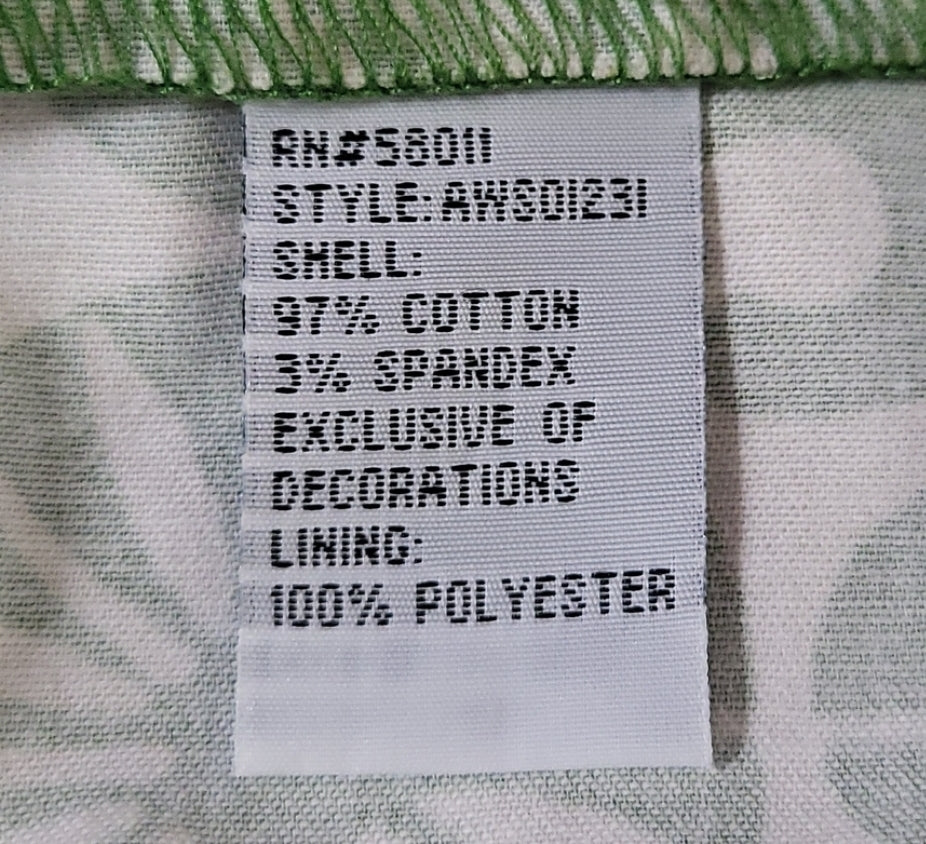 RN#58011
STYLE:AWS01231
SHELL:
97% COTTON
3% SPANDEX
EXCLUSIVE OF
DECORATIONS
LINING:
100% POLYESTER